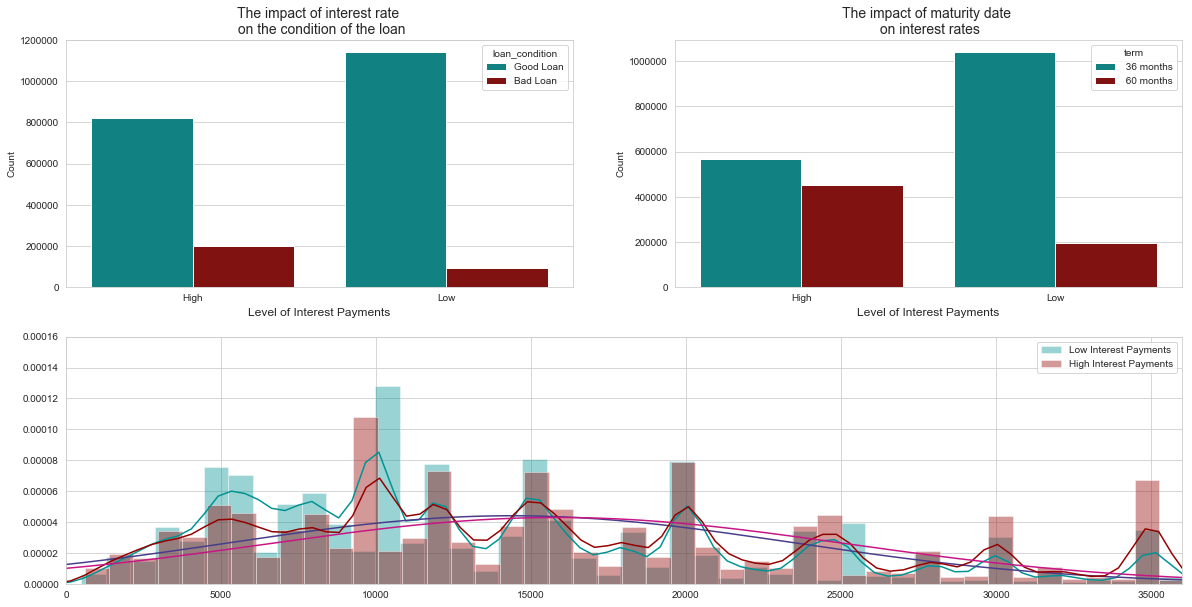 The impact of interest rate
on the condition of the loan
1200000
1000000
800000
600000
400000
200000
0
Count
loan_condition
Good Loan
Bad Loan
High
Low
Level of Interest Payments
The impact of maturity date
on interest rates
1000000
800000
600000
400000
200000
0
Count
term
36 months
60 months
High
Low
Level of Interest Payments
0.00016
0.00014
0.00012
0.00010
0.00008
0.00006
0.00004
0.00002
0.00000
Low Interest Payments
High Interest Payments
0
5000
10000
15000
20000
25000
30000
35000